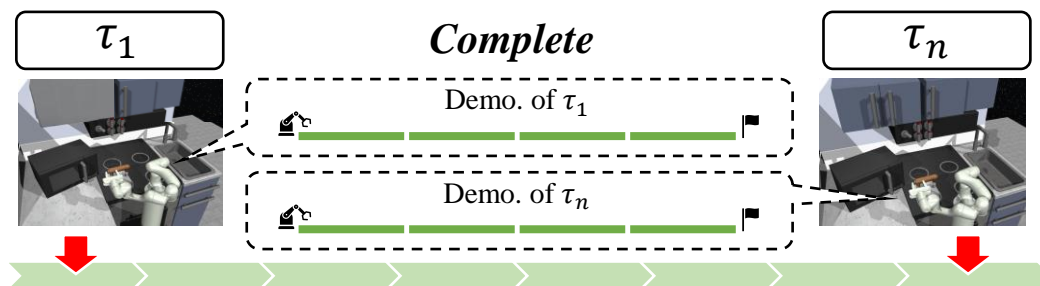 τ₁
Complete
τₙ
Demo. of τ₁
Demo. of τₙ